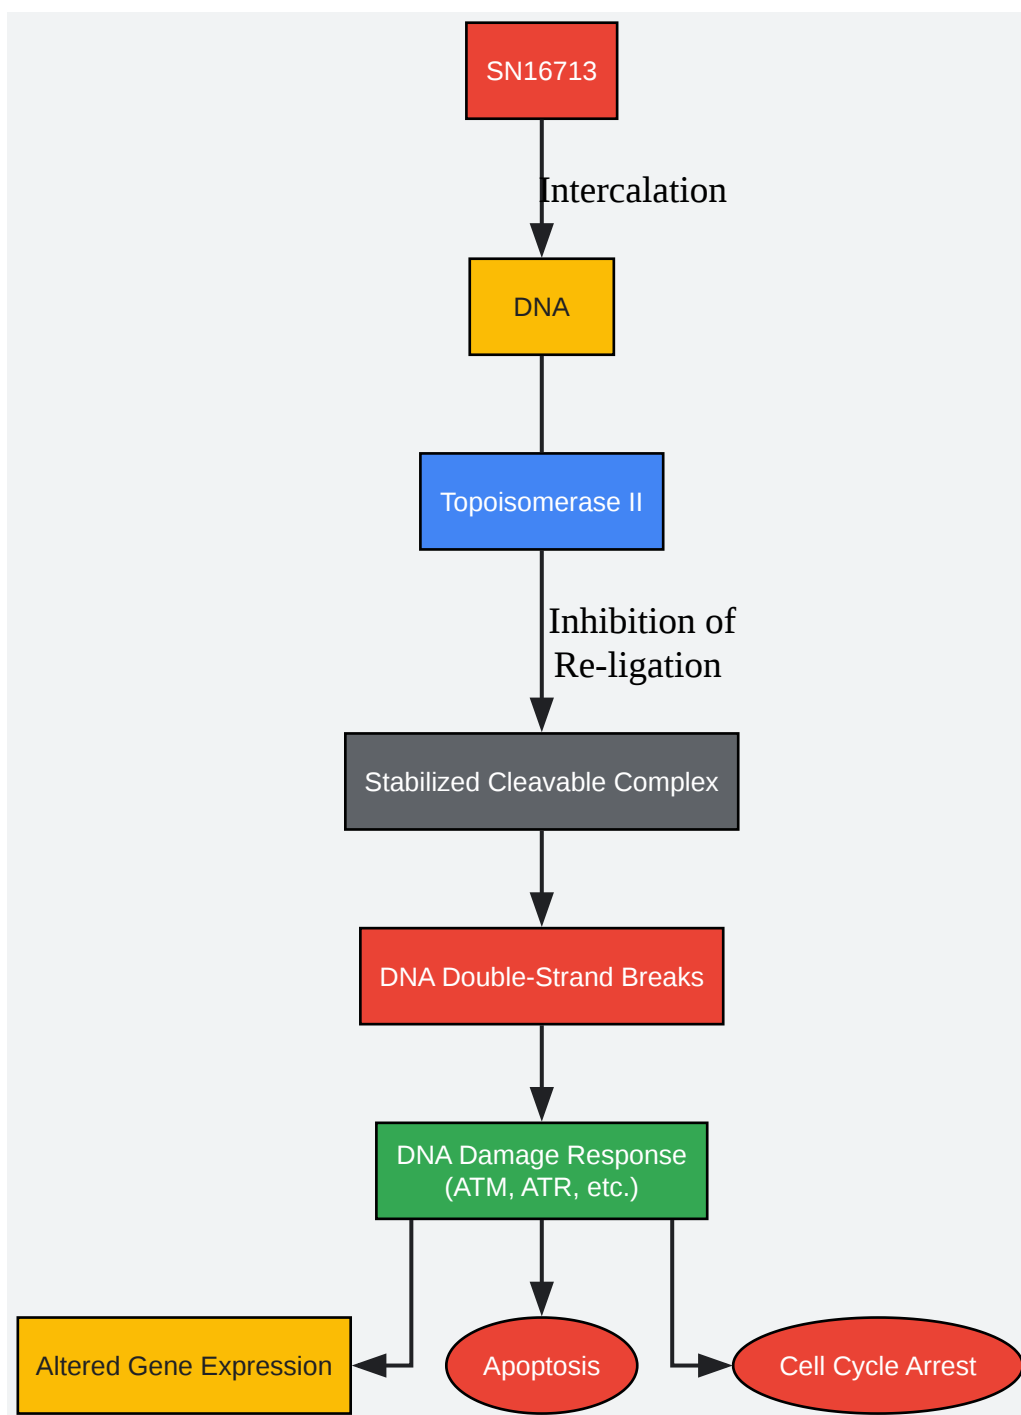 SN16713
Intercalation
DNA
Topoisomerase II
Inhibition of
Re-ligation
Stabilized Cleavable Complex
DNA Double-Strand Breaks
DNA Damage Response
(ATM, ATR, etc.)
Altered Gene Expression
Apoptosis
Cell Cycle Arrest